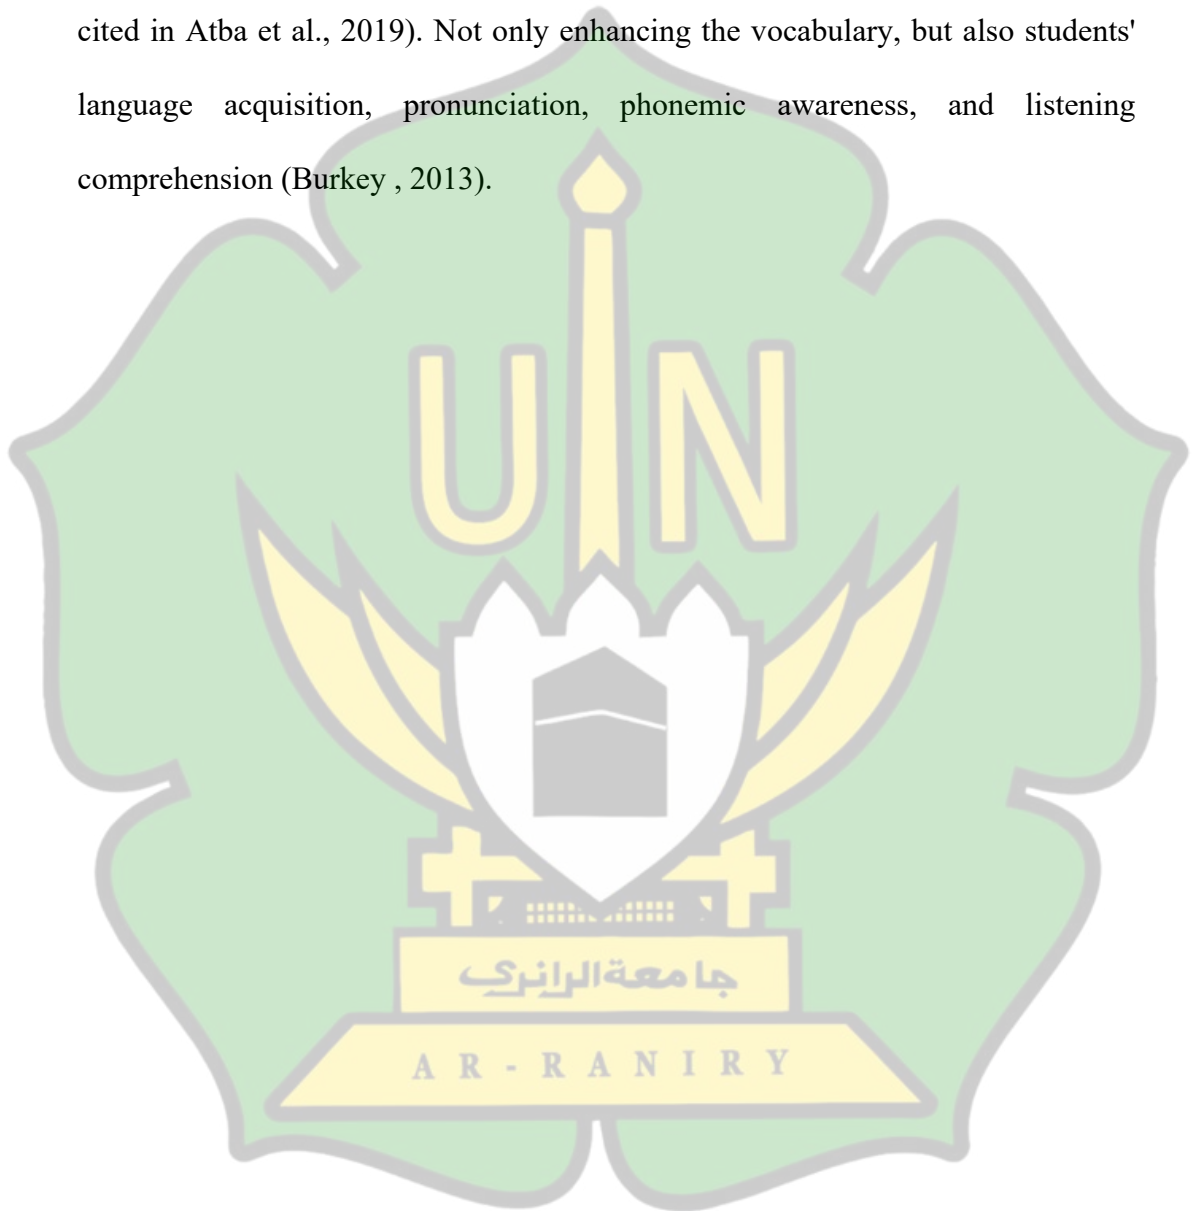 cited in Atba et al., 2019). Not only enhancing the vocabulary, but also students'
language acquisition, pronunciation, phonemic awareness, and listening
comprehension (Burkey , 2013).
UIN
جامعة الرانري
AR-RANIRY